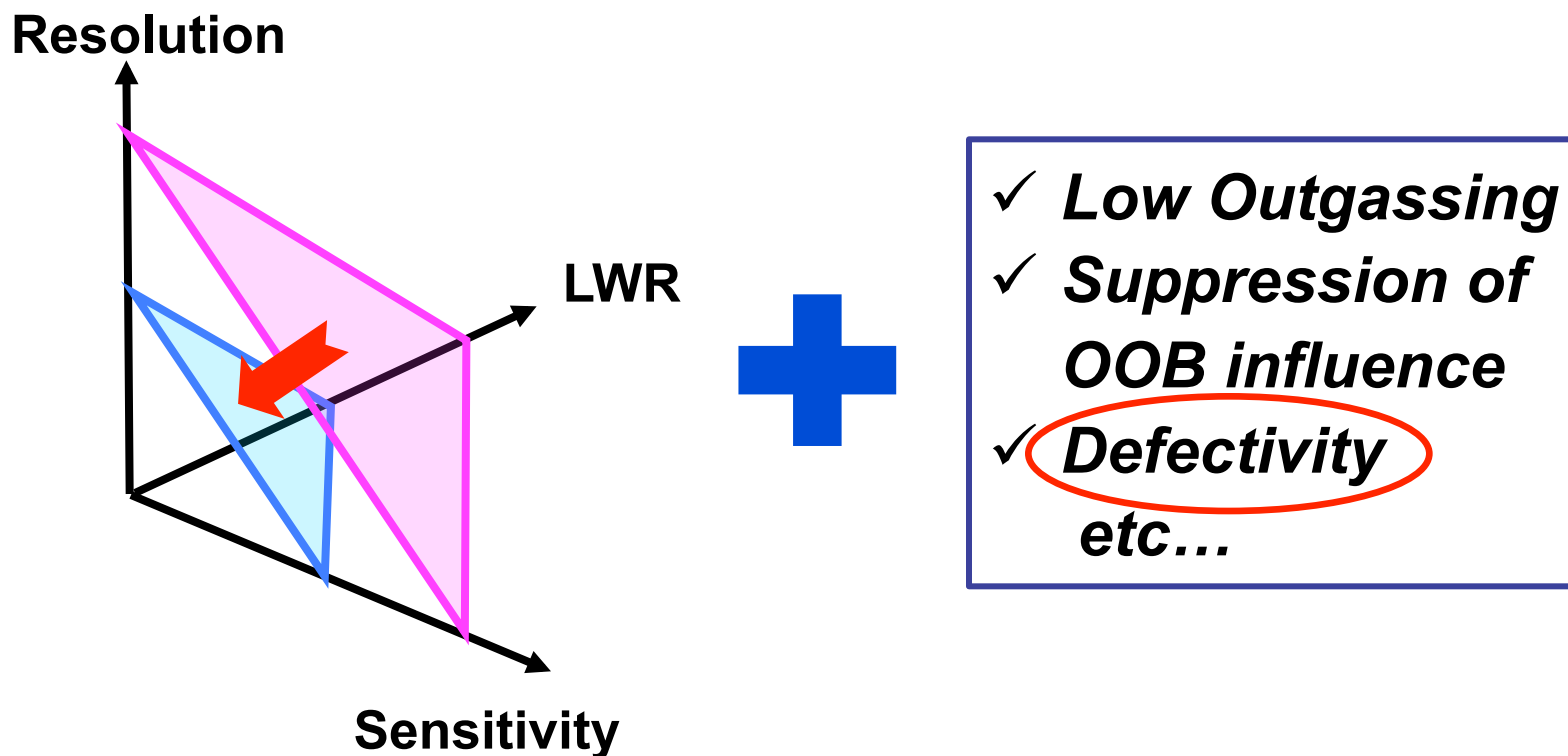 Resolution
LWR
Sensitivity
✓ Low Outgassing
✓ Suppression of
OOB influence
✓ Defectivity
etc…